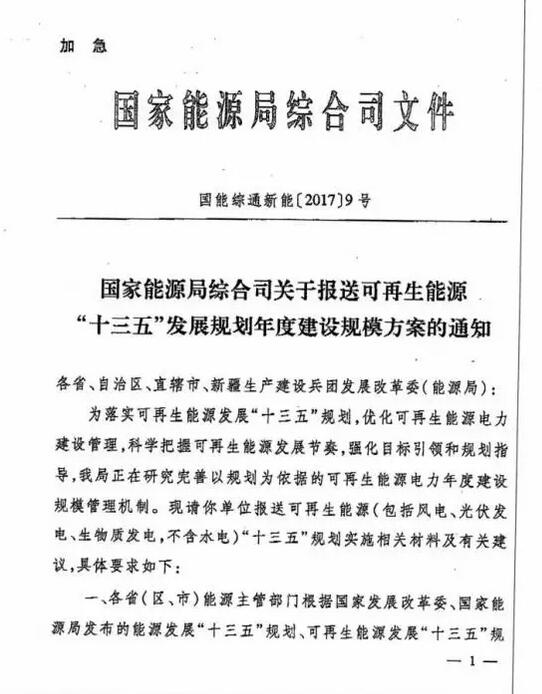 加 急
国家能源局综合司文件
国能综通新能〔2017〕9号
国家能源局综合司关于报送可再生能源
“十三五”发展规划年度建设规模方案的通知
各省、自治区、直辖市、新疆生产建设兵团发展改革委(能源局)：
为落实可再生能源发展“十三五”规划,优化可再生能源电力
建设管理,科学把握可再生能源发展节奏,强化目标引领和规划指
导,我局正在研究完善以规划为依据的可再生能源电力年度建设
规模管理机制。现请你单位报送可再生能源(包括风电、光伏发
电、生物质发电,不含水电)“十三五”规划实施相关材料及有关建
议,具体要求如下：
一、各省(区、市)能源主管部门根据国家发展改革委、国家能
源局发布的能源发展“十三五”规划、可再生能源发展“十三五”规
— 1 —